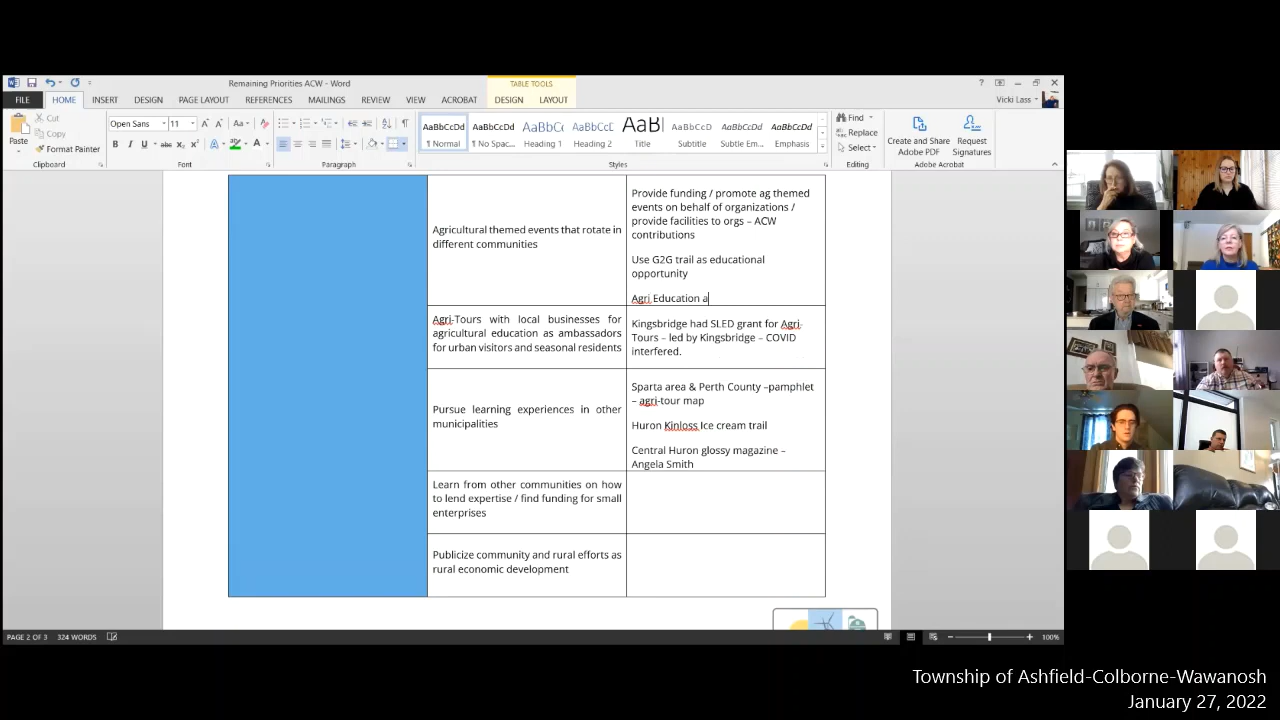 Remaining Priorities ACW - Word
TABLE TOOLS
FILE HOME INSERT DESIGN PAGE LAYOUT REFERENCES MAILINGS REVIEW VIEW ACROBAT DESIGN LAYOUT
Vicki Lass
Paste
Cut
Copy
Format Painter
Clipboard
Open Sans 11
Font
Paragraph
AaBbCcDd AaBbCcDd AaBbC AaBbCcC AaB AaBbCcD AaBbCcDd AaBbCcDd
¶ Normal ¶ No Spac... Heading 1 Heading 2 Title Subtitle Subtle Em... Emphasis
Styles
Find
Replace
Select
Editing
Create and Share
Adobe PDF
Request
Signatures
Adobe Acrobat
Agricultural themed events that rotate in
different communities
Provide funding / promote ag themed
events on behalf of organizations /
provide facilities to orgs – ACW
contributions
Use G2G trail as educational
opportunity
Agri Education a
Agri-Tours with local businesses for
agricultural education as ambassadors
for urban visitors and seasonal residents
Kingsbridge had SLED grant for Agri-
Tours – led by Kingsbridge – COVID
interfered.
Pursue learning experiences in other
municipalities
Sparta area & Perth County –pamphlet
– agri-tour map
Huron Kinloss Ice cream trail
Central Huron glossy magazine –
Angela Smith
Learn from other communities on how
to lend expertise / find funding for small
enterprises
Publicize community and rural efforts as
rural economic development
PAGE 2 OF 3 324 WORDS
100%
Township of Ashfield-Colborne-Wawanosh
January 27, 2022